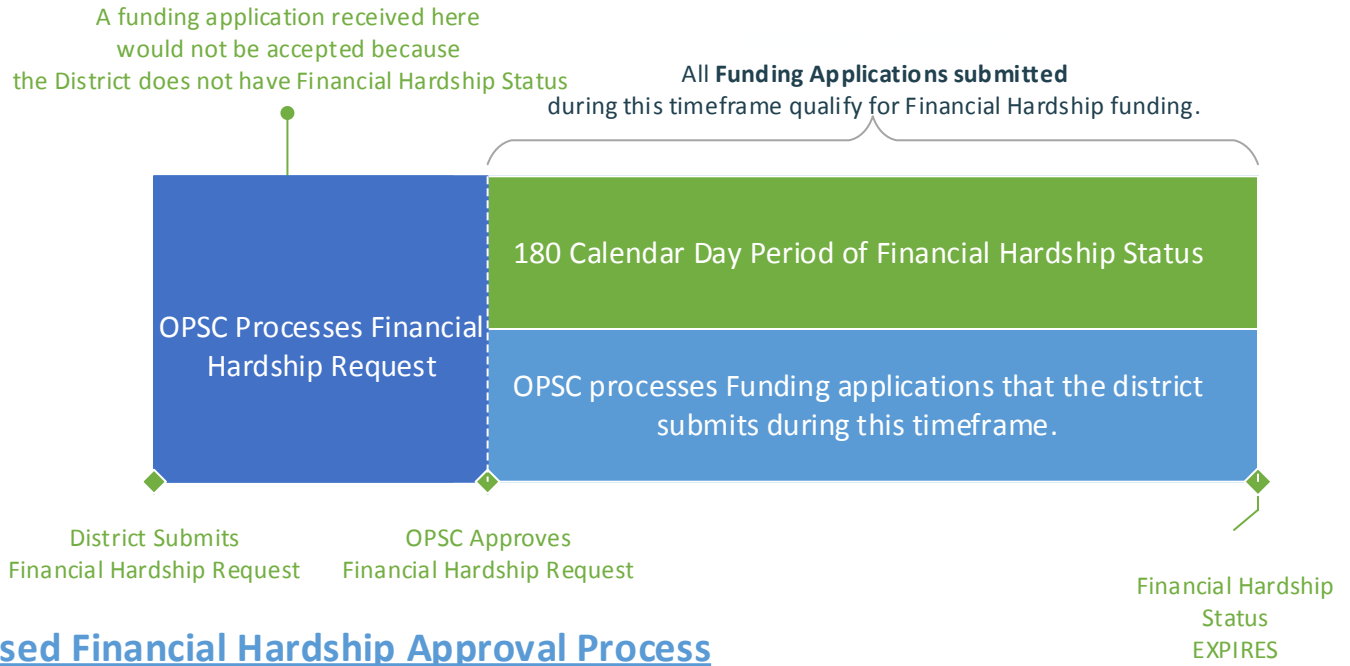 A funding application received here
would not be accepted because
the District does not have Financial Hardship Status
All Funding Applications submitted
during this timeframe qualify for Financial Hardship funding.
OPSC Processes Financial
Hardship Request
180 Calendar Day Period of Financial Hardship Status
OPSC processes Funding applications that the district
submits during this timeframe.
District Submits
Financial Hardship Request
OPSC Approves
Financial Hardship Request
Financial Hardship
Status
EXPIRES
sed Financial Hardship Approval Process